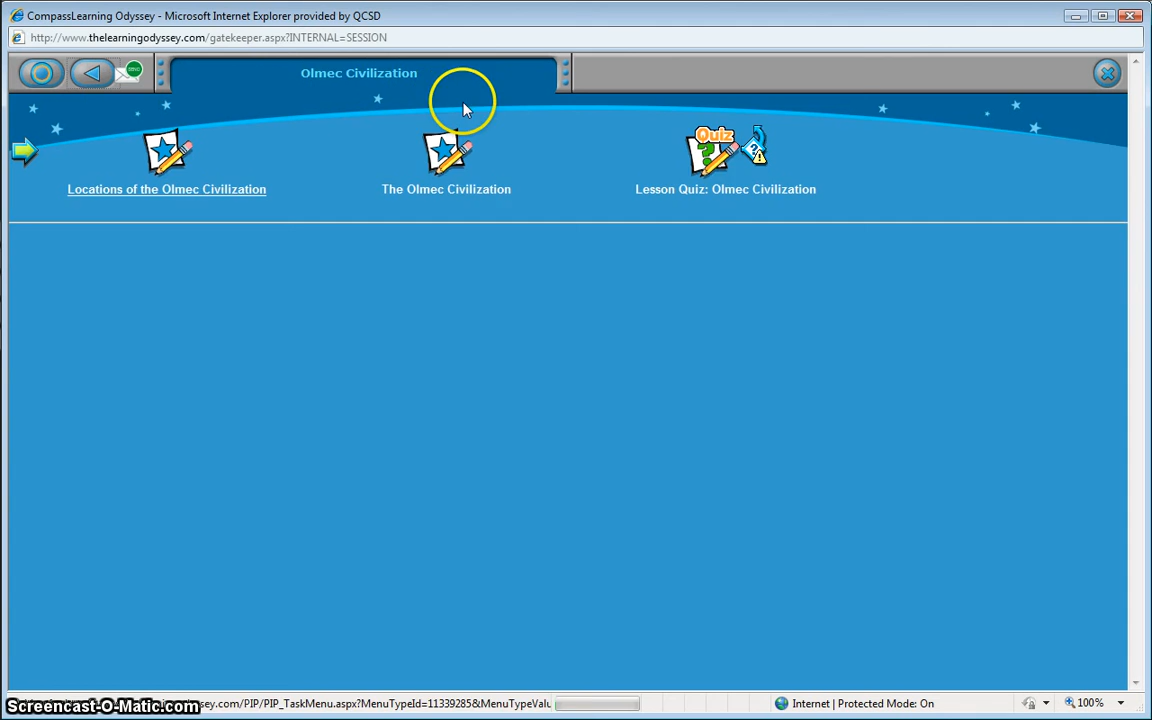 CompassLearning Odyssey - Microsoft Internet Explorer provided by QCSD
http://www.thelearningodyssey.com/gatekeeper.aspx?INTERNAL=SESSION
Olmec Civilization
Quiz
Locations of the Olmec Civilization
The Olmec Civilization
Lesson Quiz: Olmec Civilization
yssey.com/PIP/PIP_TaskMenu.aspx?MenuTypeId=11339285&MenuTypeValu
Internet | Protected Mode: On
100%
Screencast-O-Matic.com